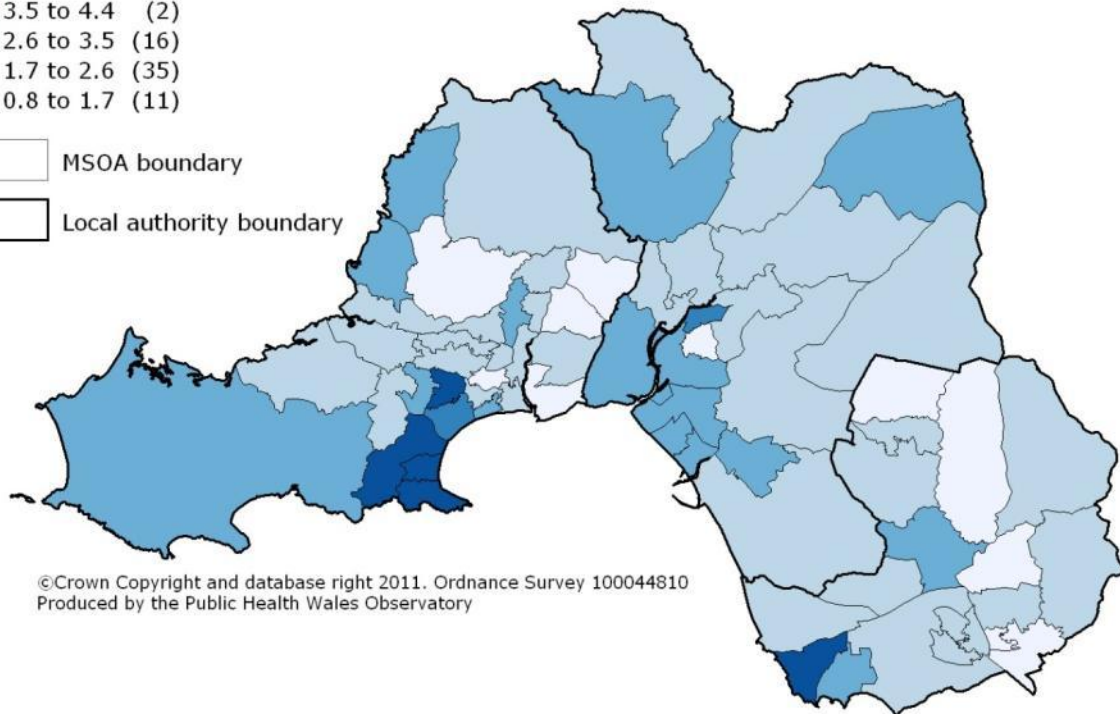 3.5 to 4.4 (2)
2.6 to 3.5 (16)
1.7 to 2.6 (35)
0.8 to 1.7 (11)
MSOA boundary
Local authority boundary
©Crown Copyright and database right 2011. Ordnance Survey 100044810
Produced by the Public Health Wales Observatory